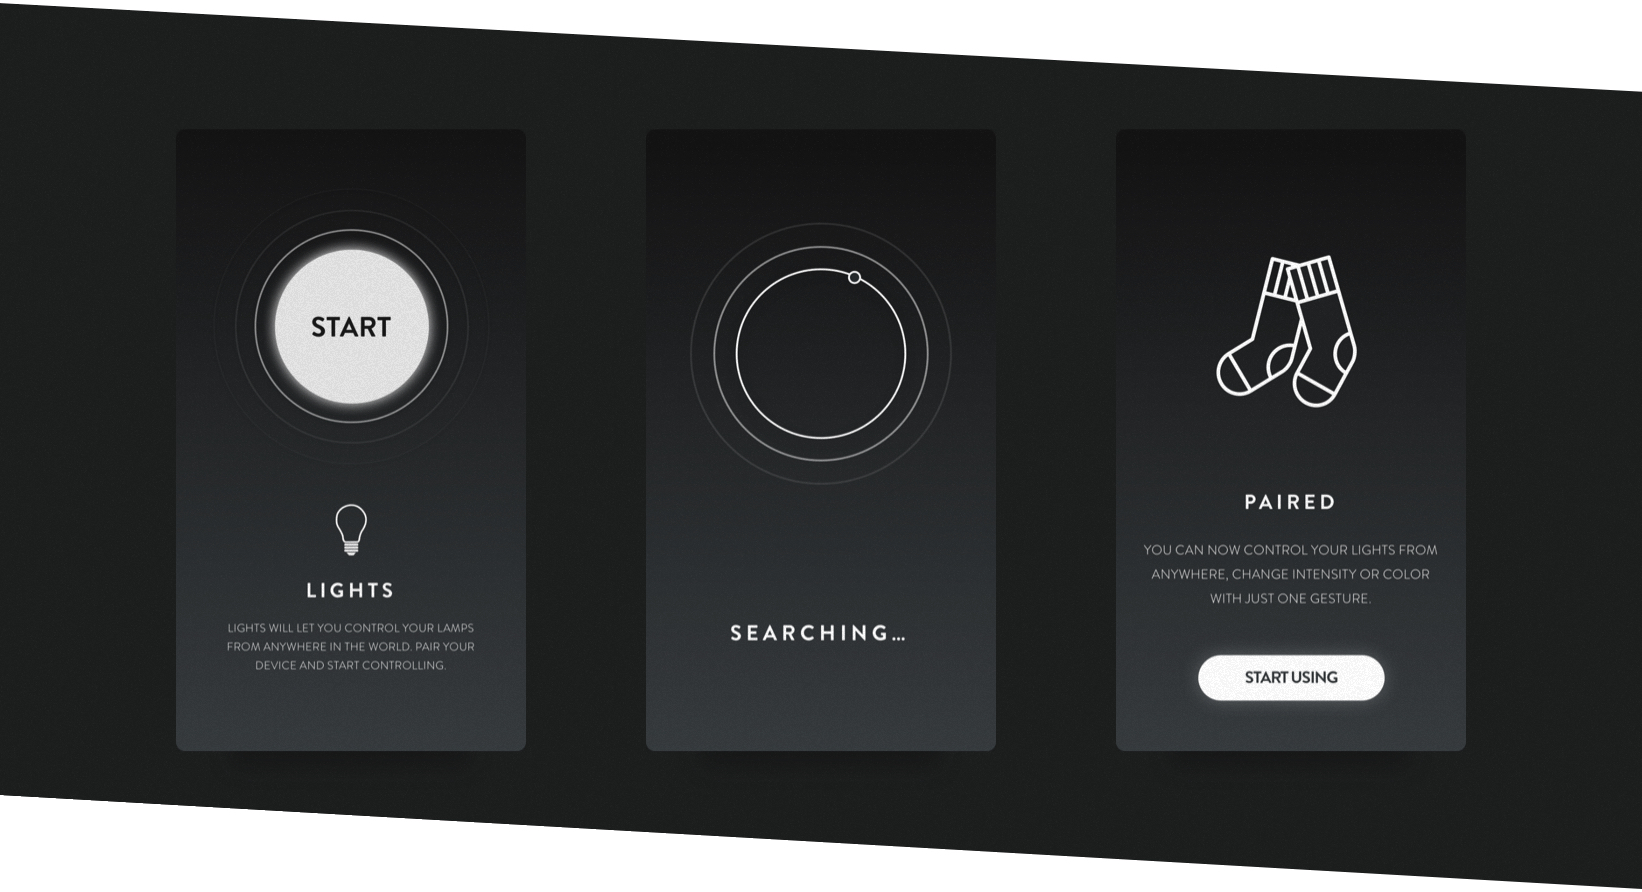 START
LIGHTS
LIGHTS WILL LET YOU CONTROL YOUR LAMPS
FROM ANYWHERE IN THE WORLD. PAIR YOUR
DEVICE AND START CONTROLLING.
SEARCHING...
PAIRED
YOU CAN NOW CONTROL YOUR LIGHTS FROM
ANYWHERE, CHANGE INTENSITY OR COLOR
WITH JUST ONE GESTURE.
START USING